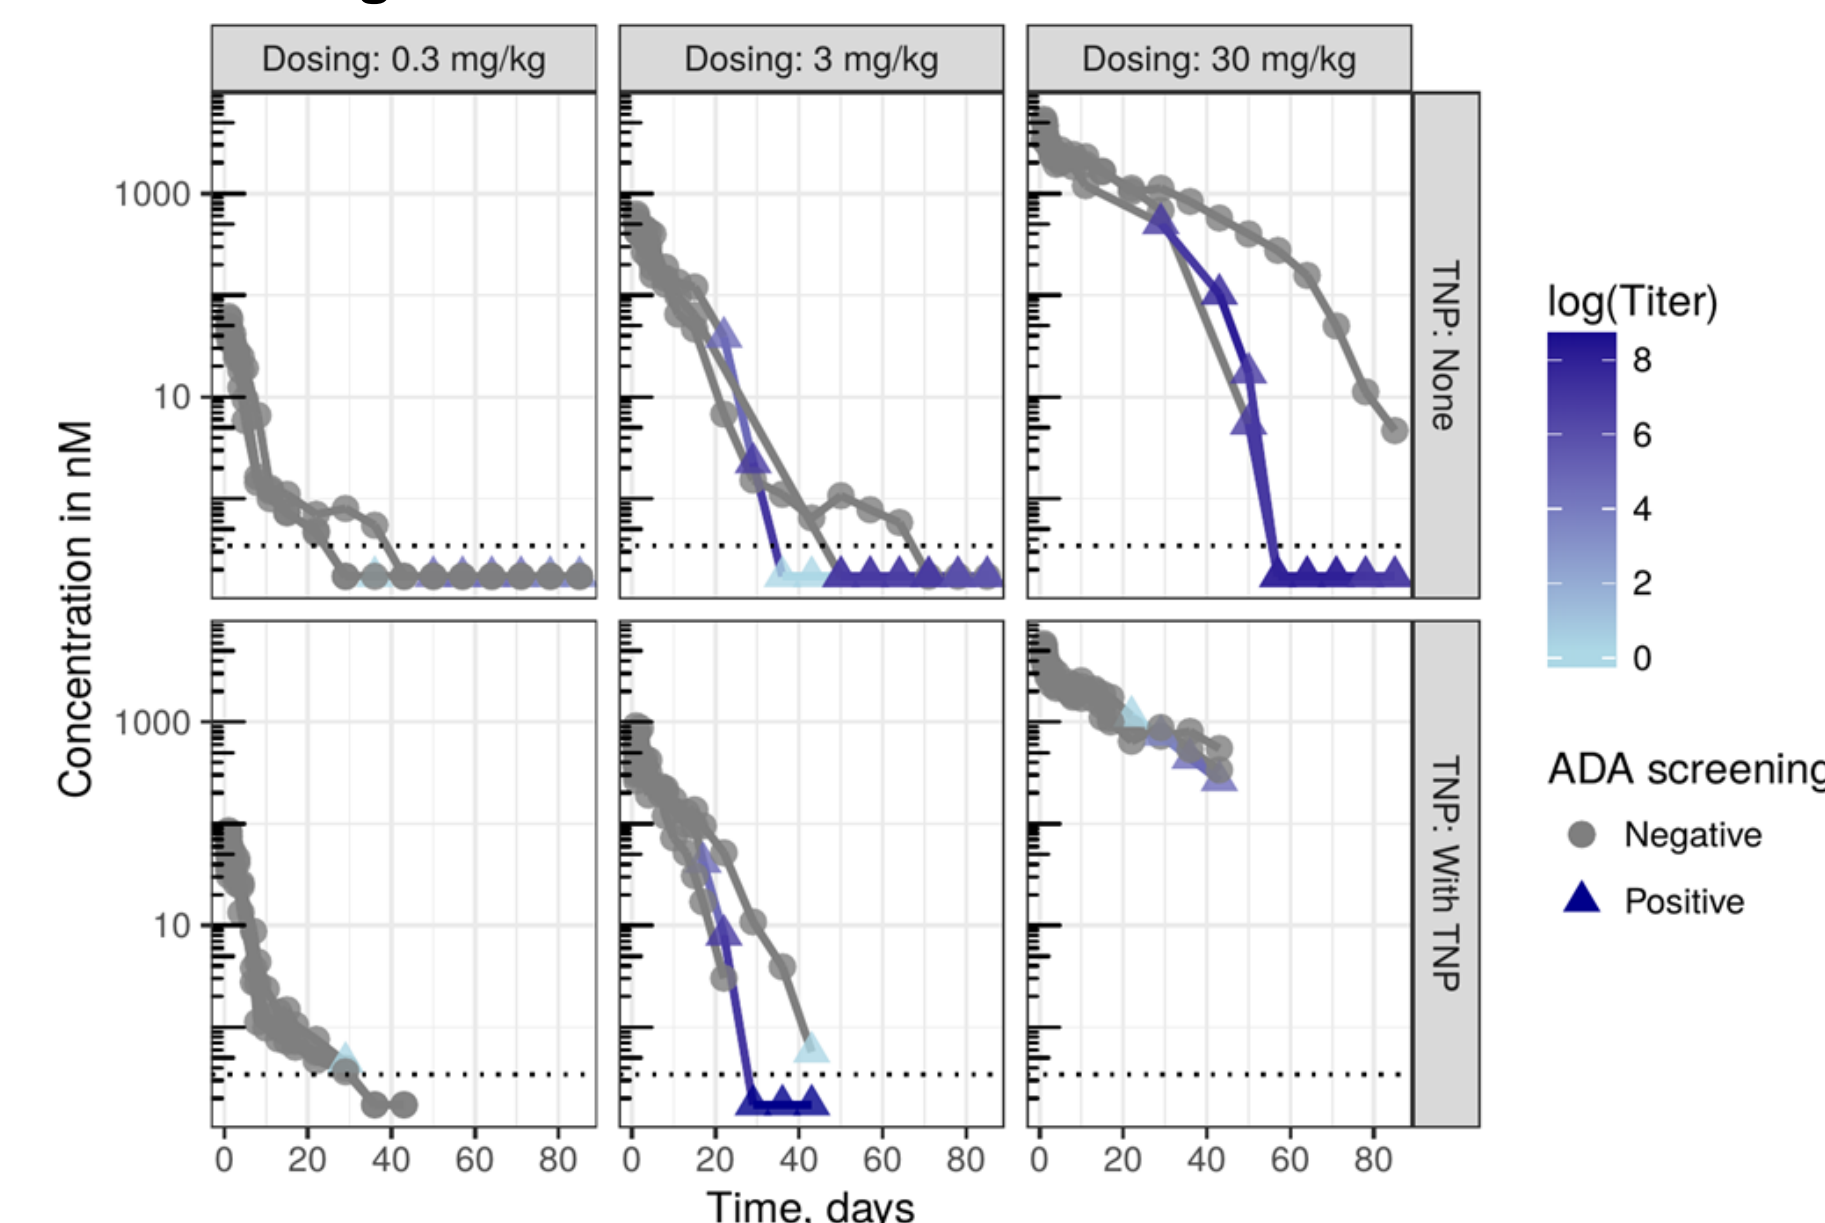 Dosing: 0.3 mg/kg
Dosing: 3 mg/kg
Dosing: 30 mg/kg
Concentration in nM
1000
10
TNP: None
1000
10
TNP: With TNP
0 20 40 60 80
0 20 40 60 80
0 20 40 60 80
Time, days
log(Titer)
8
6
4
2
0
ADA screening
Negative
Positive